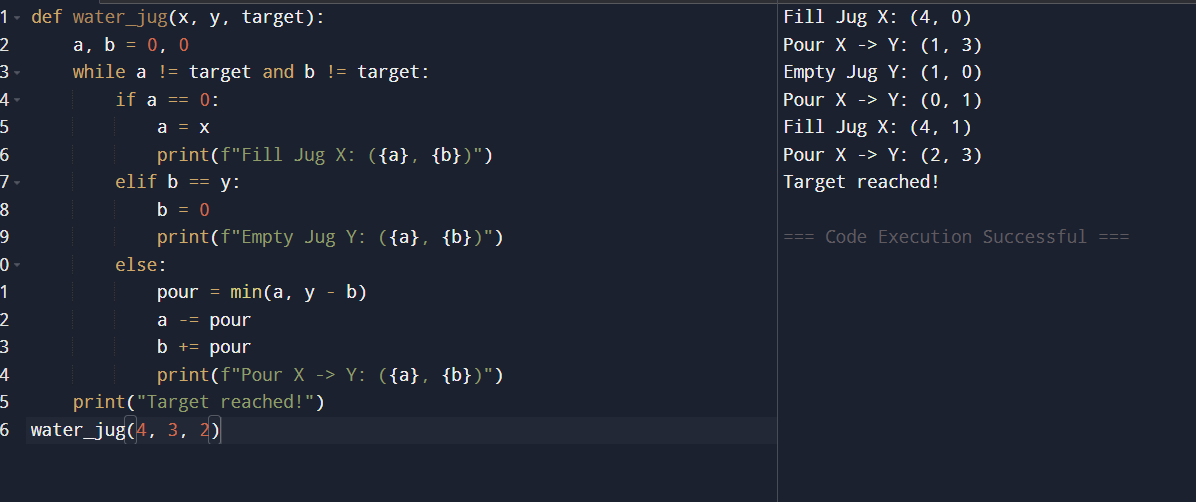 1 def water_jug(x, y, target):
2     a, b = 0, 0
3     while a != target and b != target:
4         if a == 0:
5             a = x
6             print(f"Fill Jug X: ({a}, {b})")
7         elif b == y:
8             b = 0
9             print(f"Empty Jug Y: ({a}, {b})")
0         else:
1             pour = min(a, y - b)
2             a -= pour
3             b += pour
4             print(f"Pour X -> Y: ({a}, {b})")
5     print("Target reached!")
6 water_jug(4, 3, 2)
Fill Jug X: (4, 0)
Pour X -> Y: (1, 3)
Empty Jug Y: (1, 0)
Pour X -> Y: (0, 1)
Fill Jug X: (4, 1)
Pour X -> Y: (2, 3)
Target reached!
=== Code Execution Successful ===